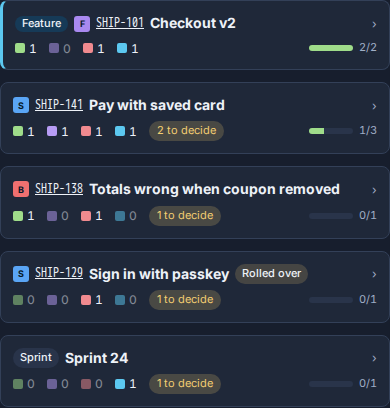 Feature F SHIP-101 Checkout v2 ›
1 0 1 1 2/2
S SHIP-141 Pay with saved card ›
1 1 1 1 2 to decide 1/3
B SHIP-138 Totals wrong when coupon removed ›
1 0 1 0 1 to decide 0/1
S SHIP-129 Sign in with passkey Rolled over ›
0 0 1 0 1 to decide 0/1
Sprint Sprint 24 ›
0 0 0 1 1 to decide 0/1